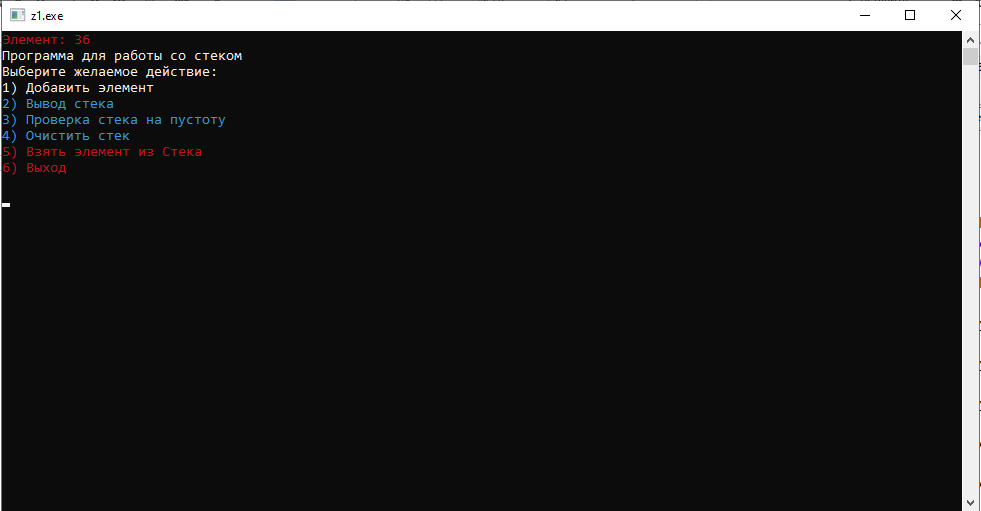 z1.exe
Элемент: 36
Программа для работы со стеком
Выберите желаемое действие:
1) Добавить элемент
2) Вывод стека
3) Проверка стека на пустоту
4) Очистить стек
5) Взять элемент из Стека
6) Выход